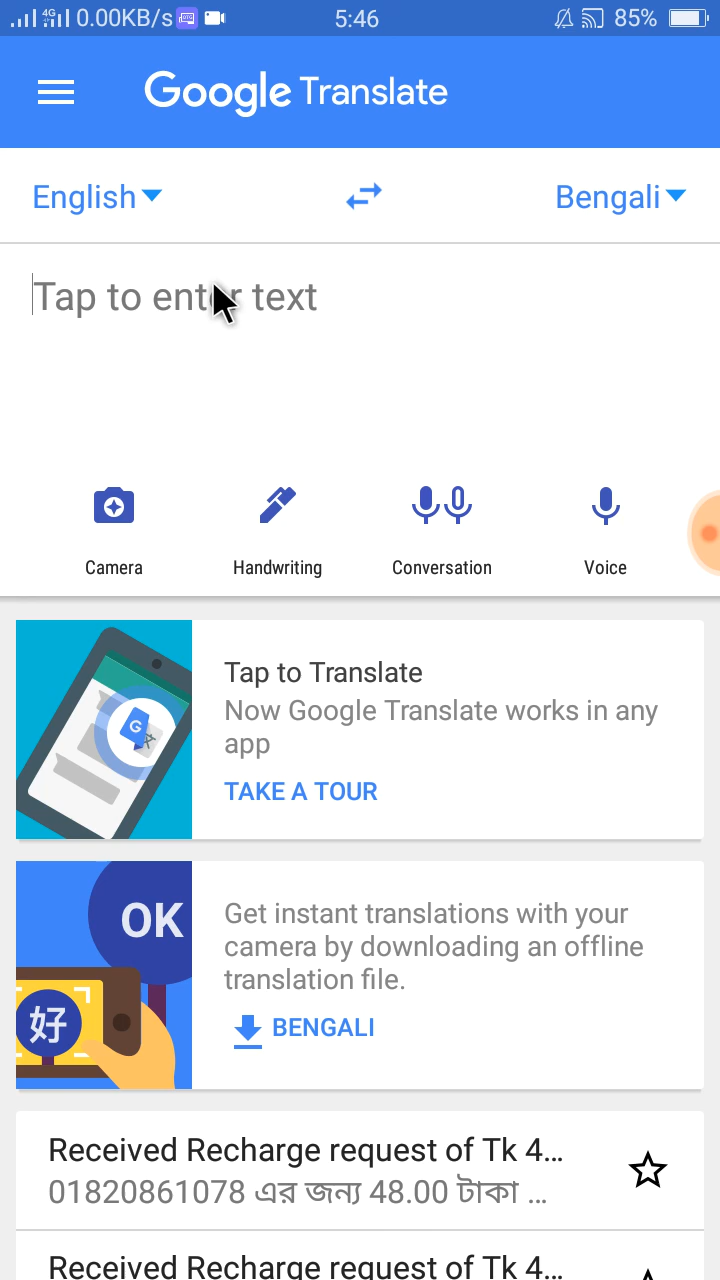 4G 0.00KB/s 5:46 85%
Google Translate
English Bengali
Tap to enter text
Camera Handwriting Conversation Voice
Tap to Translate
Now Google Translate works in any
app
TAKE A TOUR
OK
好
Get instant translations with your
camera by downloading an offline
translation file.
BENGALI
Received Recharge request of Tk 4...
01820861078 এর জন্য 48.00 টাকা ...
Received Recharge request of Tk 4...